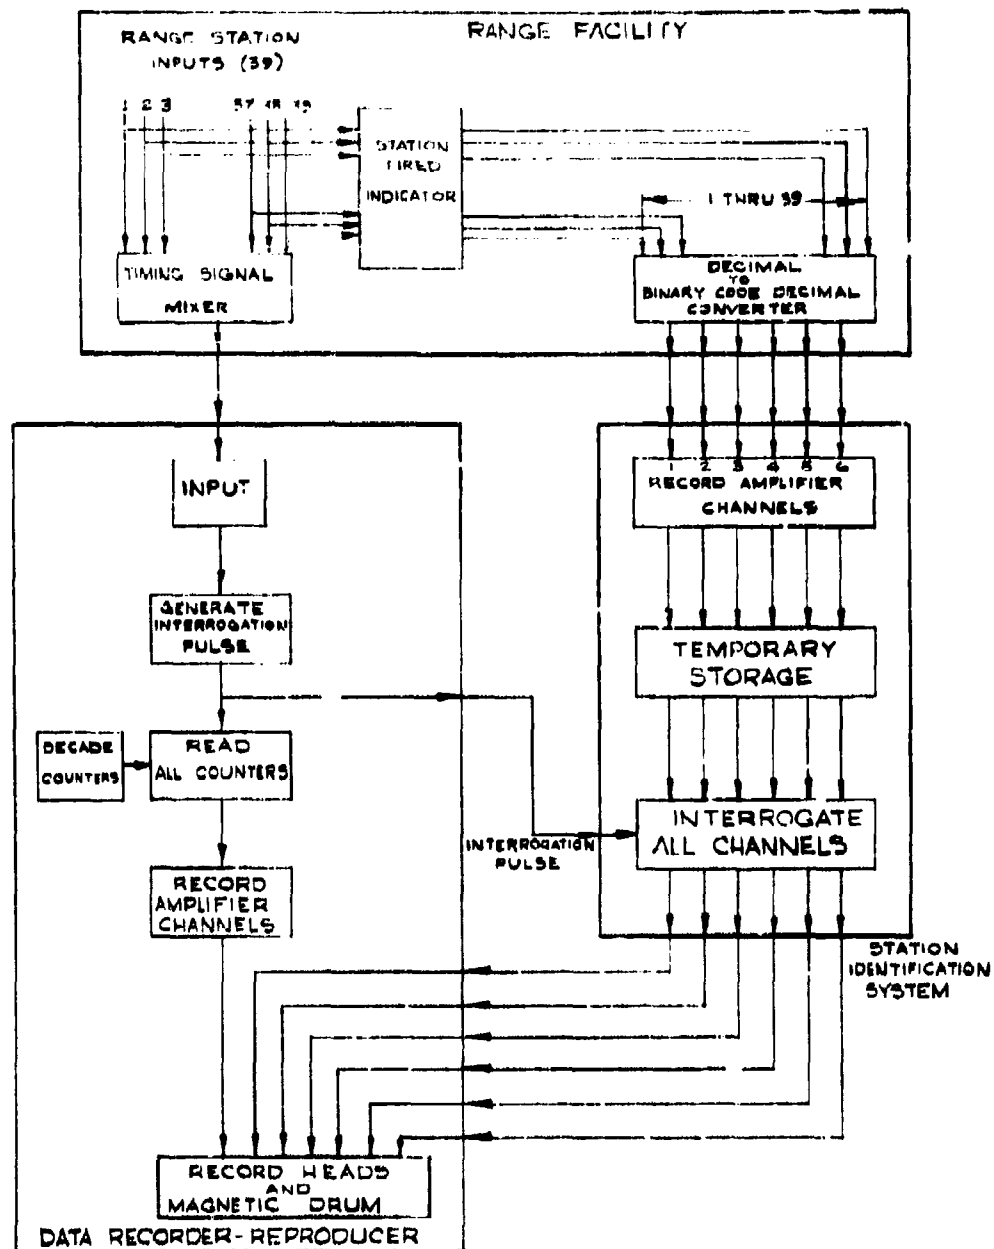 RANGE FACILITY
RANGE STATION
INPUTS (39)
1 2 3 37 38 39
STATION
FIRED
INDICATOR
1 THRU 39
TIMING SIGNAL
MIXER
DECIMAL
TO
BINARY CODE DECIMAL
CONVERTER
INPUT
1 2 3 4 5 6
RECORD AMPLIFIER
CHANNELS
GENERATE
INTERROGATION
PULSE
TEMPORARY
STORAGE
DECADE
COUNTERS
READ
ALL COUNTERS
INTERROGATE
ALL CHANNELS
INTERROGATION
PULSE
RECORD
AMPLIFIER
CHANNELS
STATION
IDENTIFICATION
SYSTEM
RECORD HEADS
AND
MAGNETIC DRUM
DATA RECORDER-REPRODUCER